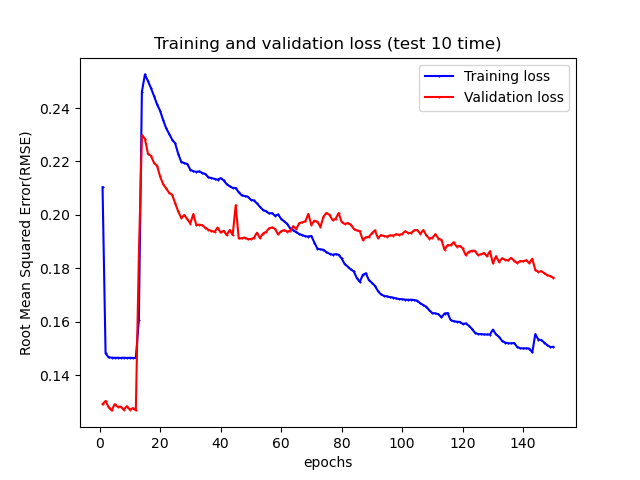 Training and validation loss (test 10 time)
Training loss
Validation loss
Root Mean Squared Error(RMSE)
0.24
0.22
0.20
0.18
0.16
0.14
0 20 40 60 80 100 120 140
epochs